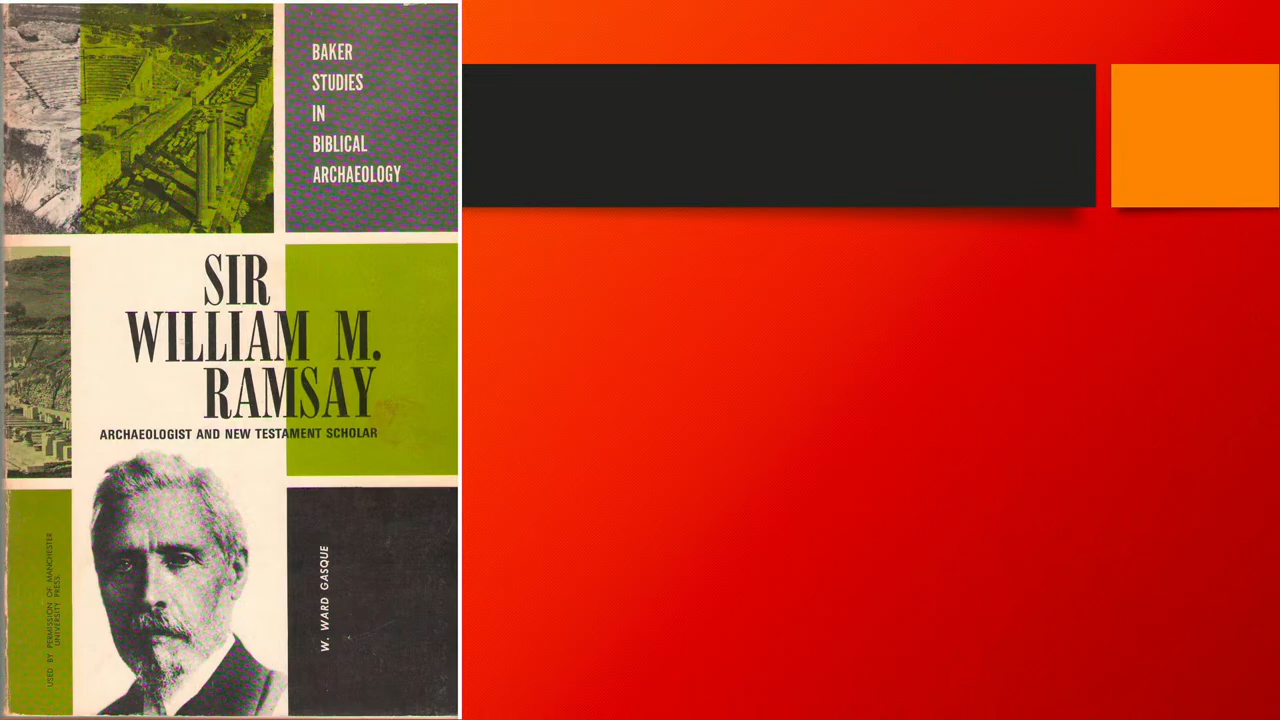 BAKER
STUDIES
IN
BIBLICAL
ARCHAEOLOGY
SIR
WILLIAM M.
RAMSAY
ARCHAEOLOGIST AND NEW TESTAMENT SCHOLAR
USED BY PERMISSION OF MANCHESTER
UNIVERSITY PRESS.
W. WARD GASQUE